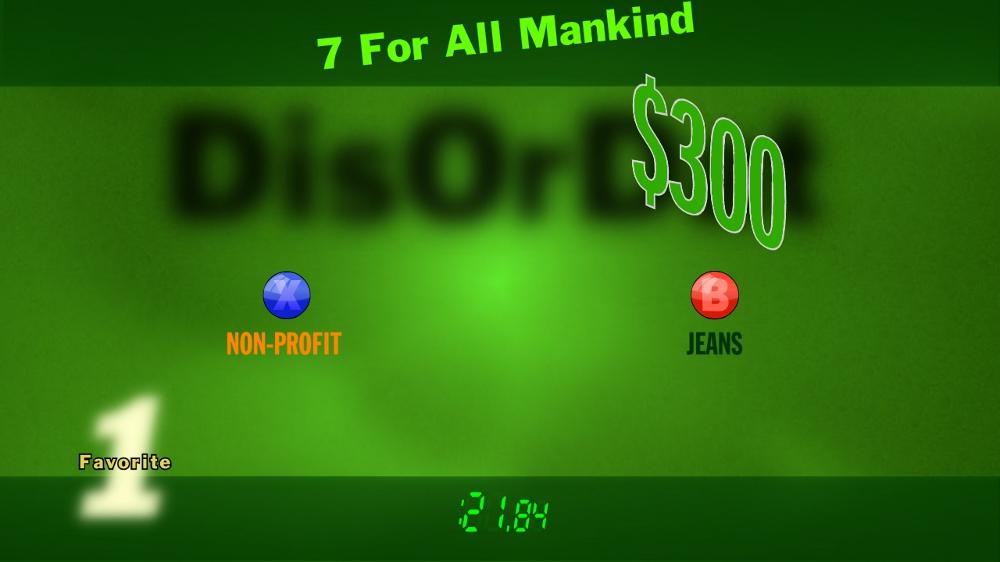 7 For All Mankind
$300
X
B
NON-PROFIT
JEANS
1
Favorite
21.84